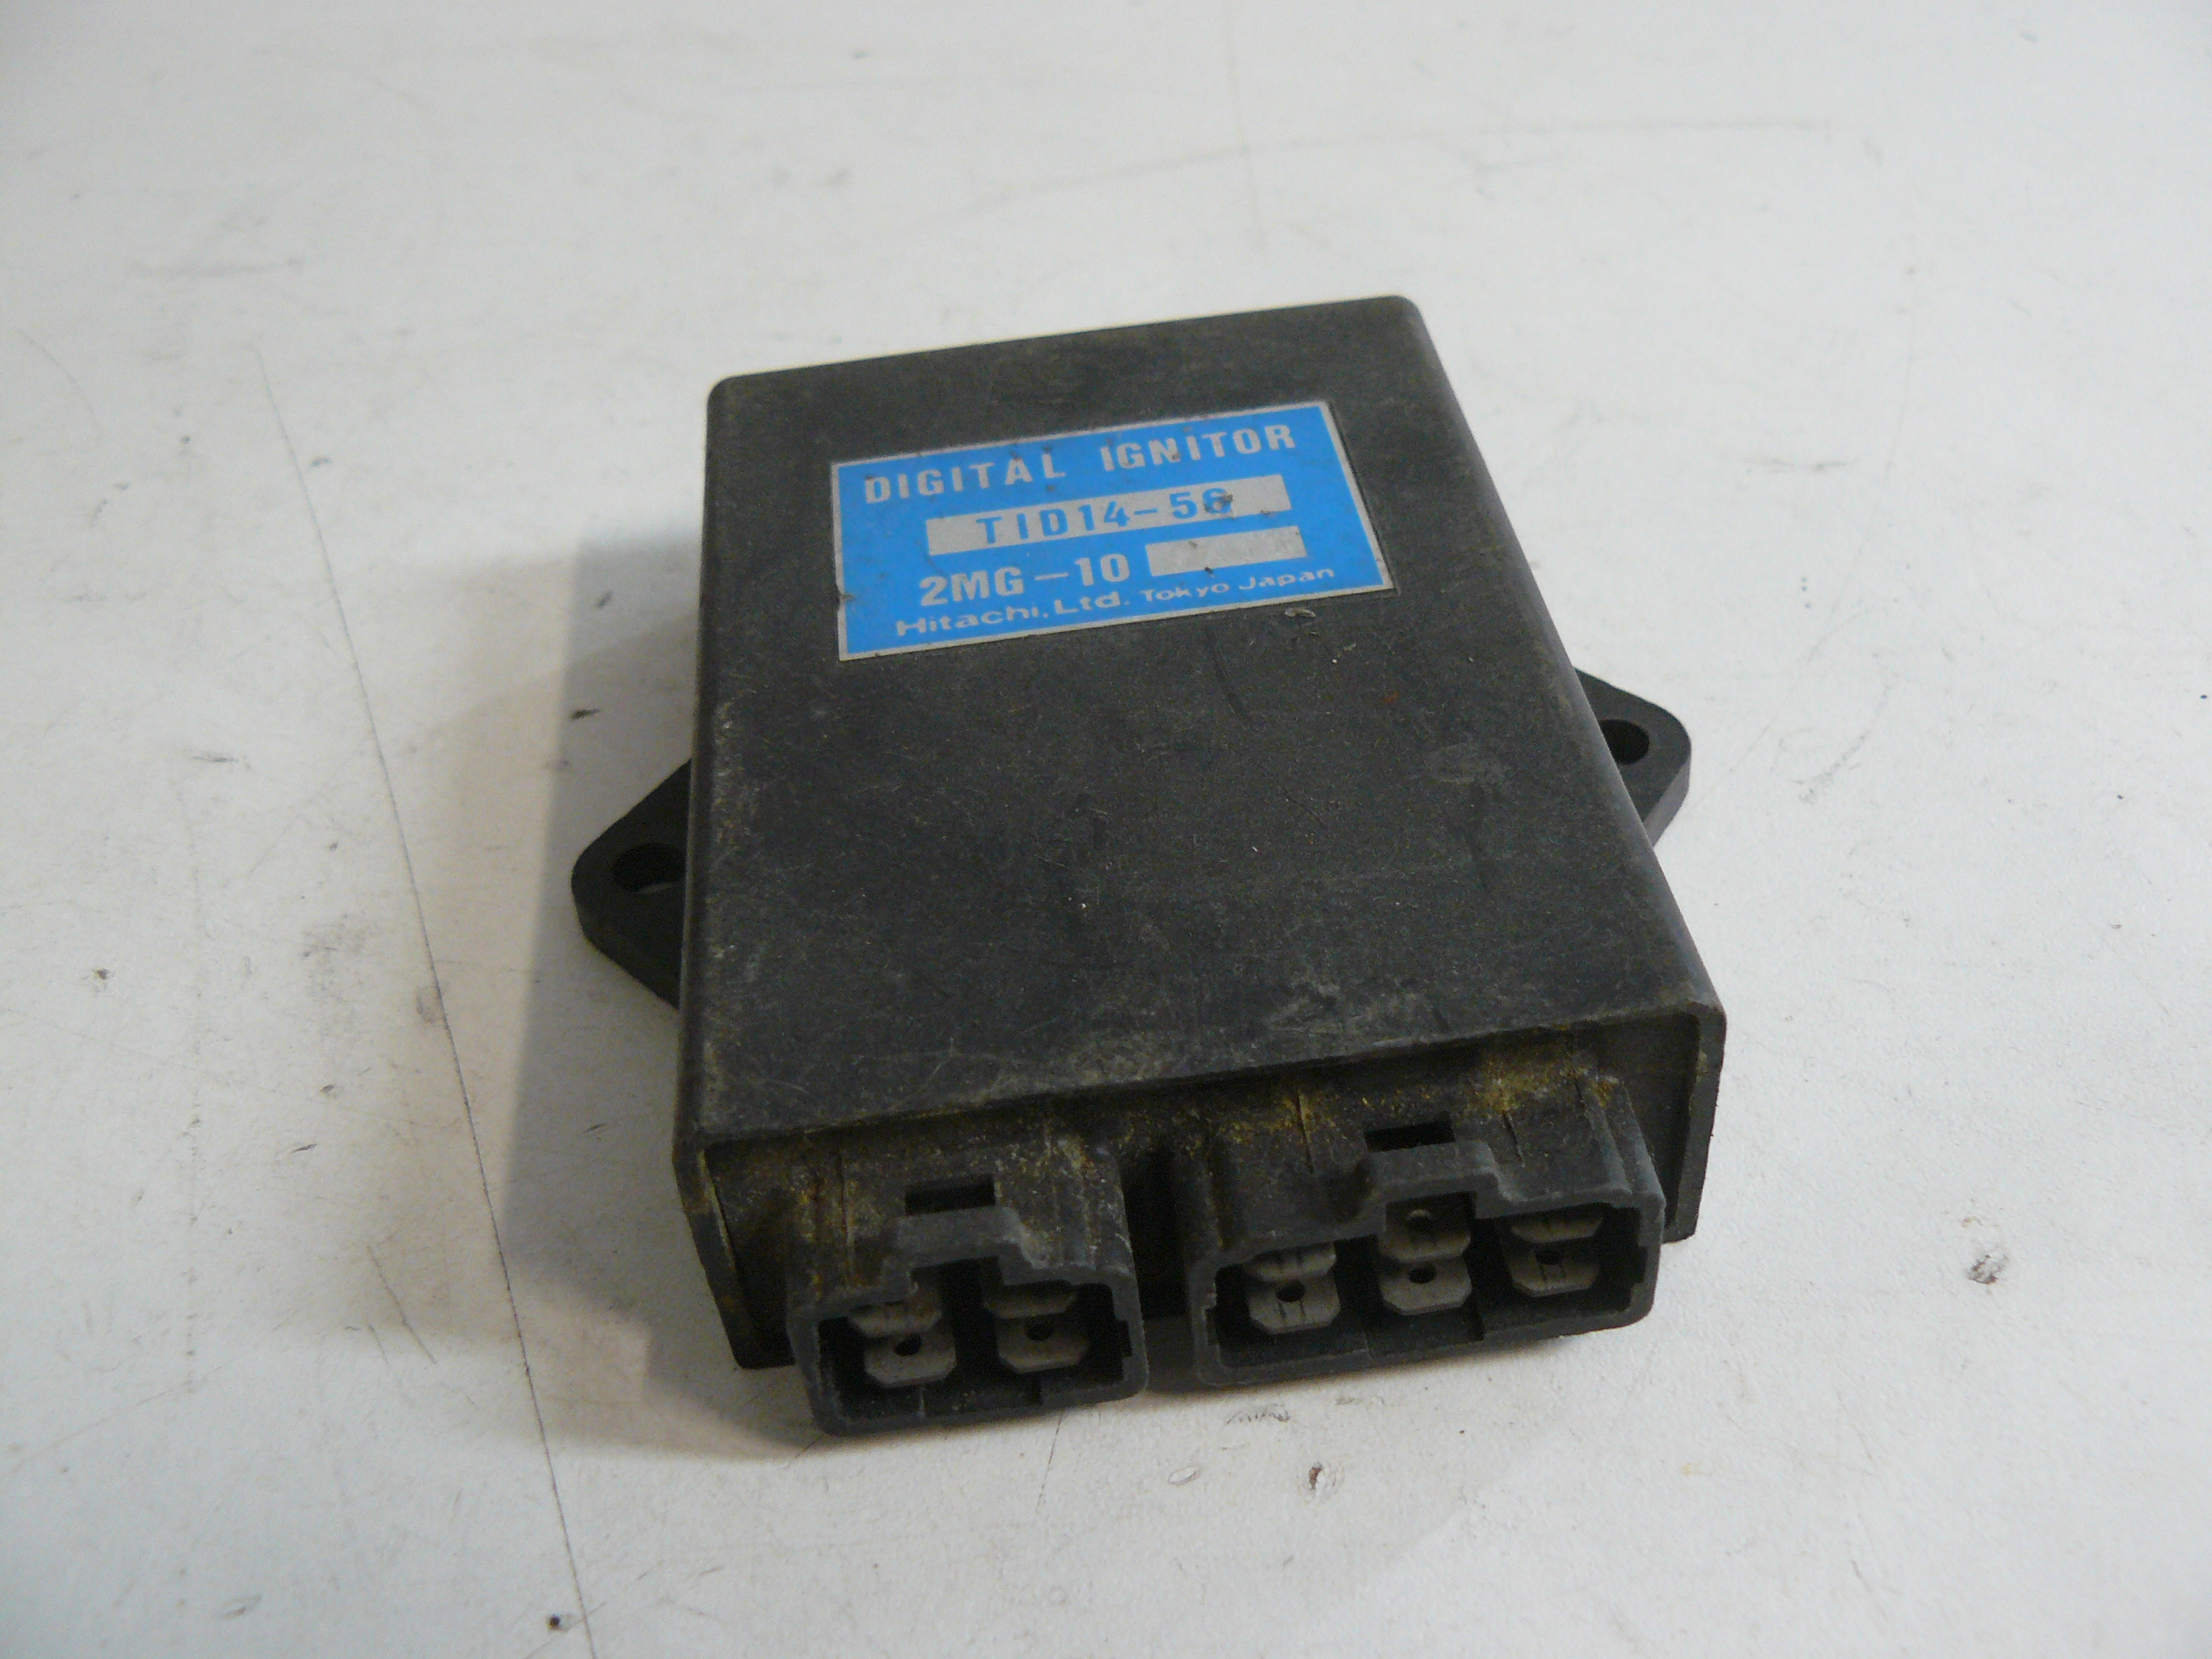 DIGITAL IGNITOR
TID14-56
2MG-10
Hitachi, Ltd. Tokyo Japan